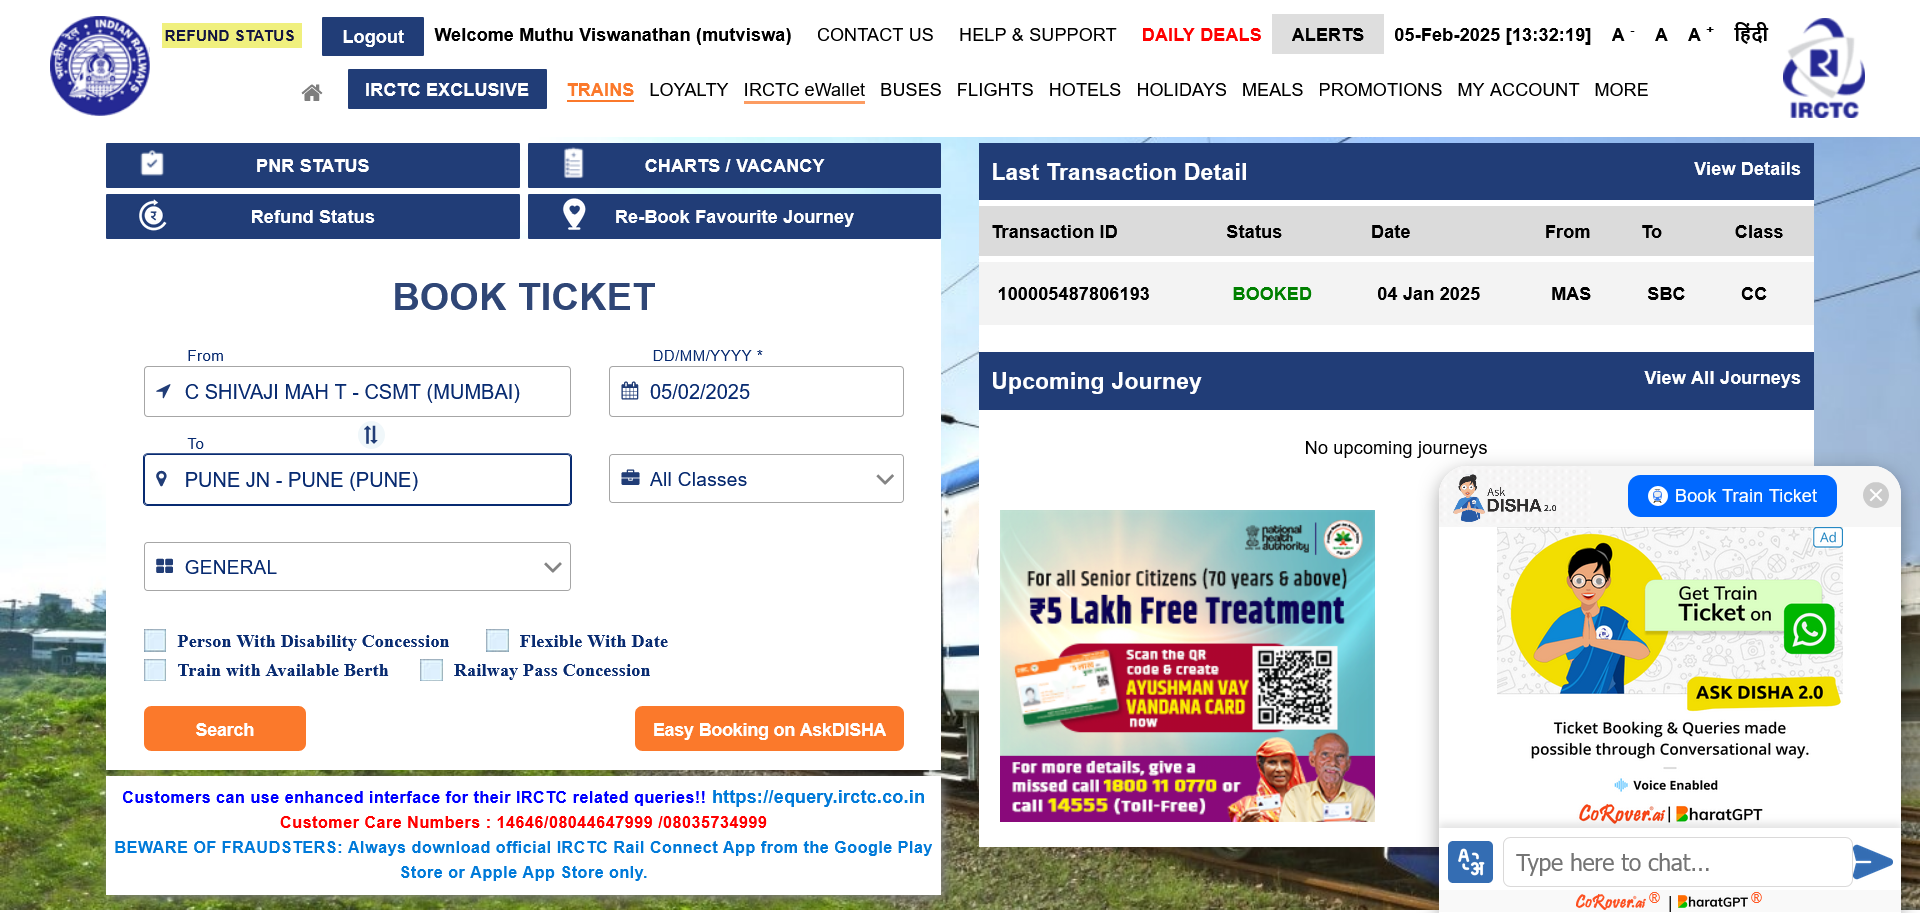 REFUND STATUS
Logout
Welcome Muthu Viswanathan (mutviswa)
CONTACT US
HELP & SUPPORT
DAILY DEALS
ALERTS
05-Feb-2025 [13:32:19]
A -
A
A +
हिंदी
IRCTC EXCLUSIVE
TRAINS
LOYALTY
IRCTC eWallet
BUSES
FLIGHTS
HOTELS
HOLIDAYS
MEALS
PROMOTIONS
MY ACCOUNT
MORE
IRCTC
PNR STATUS
CHARTS / VACANCY
Refund Status
Re-Book Favourite Journey
BOOK TICKET
From
C SHIVAJI MAH T - CSMT (MUMBAI)
DD/MM/YYYY *
05/02/2025
To
PUNE JN - PUNE (PUNE)
All Classes
GENERAL
Person With Disability Concession
Flexible With Date
Train with Available Berth
Railway Pass Concession
Search
Easy Booking on AskDISHA
Customers can use enhanced interface for their IRCTC related queries!! https://equery.irctc.co.in
Customer Care Numbers : 14646/08044647999 /08035734999
BEWARE OF FRAUDSTERS: Always download official IRCTC Rail Connect App from the Google Play
Store or Apple App Store only.
Last Transaction Detail
View Details
Transaction ID Status Date From To Class
100005487806193 BOOKED 04 Jan 2025 MAS SBC CC
Upcoming Journey
View All Journeys
No upcoming journeys
national
health
authority
For all Senior Citizens (70 years & above)
₹5 Lakh Free Treatment
Scan the QR
code & create
AYUSHMAN VAY
VANDANA CARD
now
For more details, give a
missed call 1800 11 0770 or
call 14555 (Toll-Free)
Ask
DISHA 2.0
Book Train Ticket
Ad
Get Train
Ticket on
ASK DISHA 2.0
Ticket Booking & Queries made
possible through Conversational way.
Voice Enabled
CoRover.ai | BharatGPT
Type here to chat...
CoRover.ai ® | BharatGPT ®